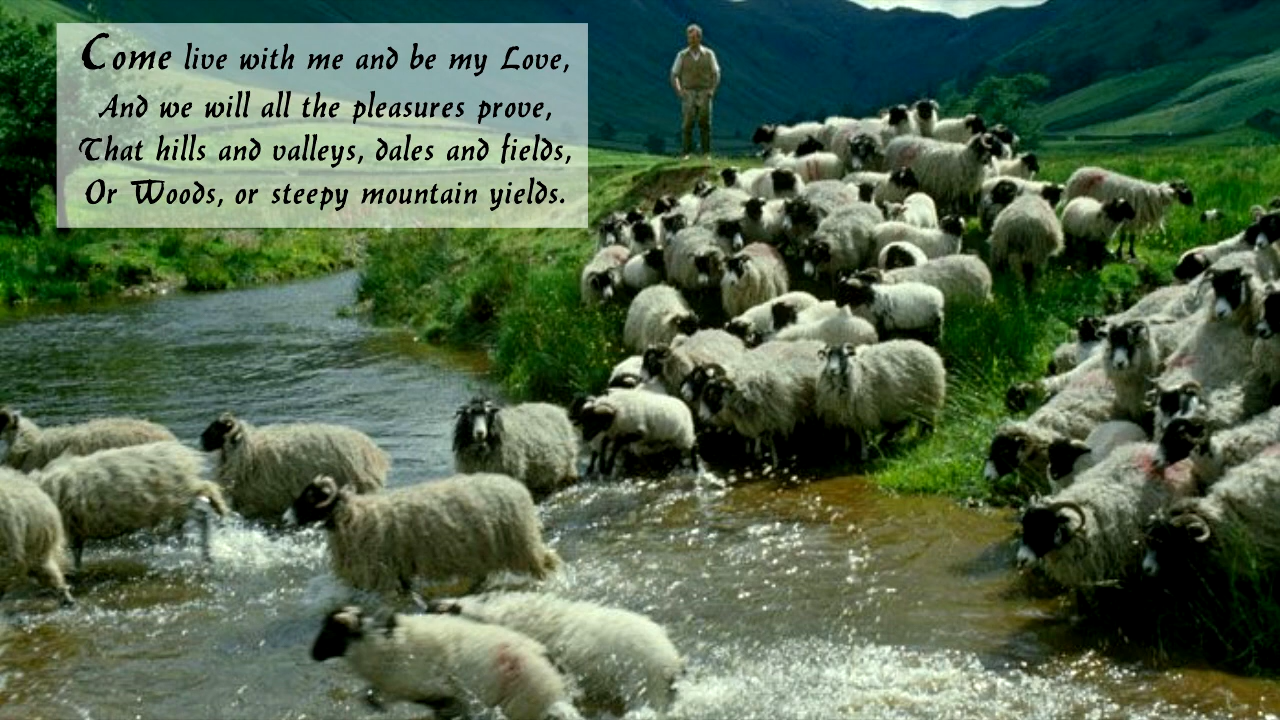 Come live with me and be my Love,
And we will all the pleasures prove,
That hills and valleys, dales and fields,
Or Woods, or steepy mountain yields.